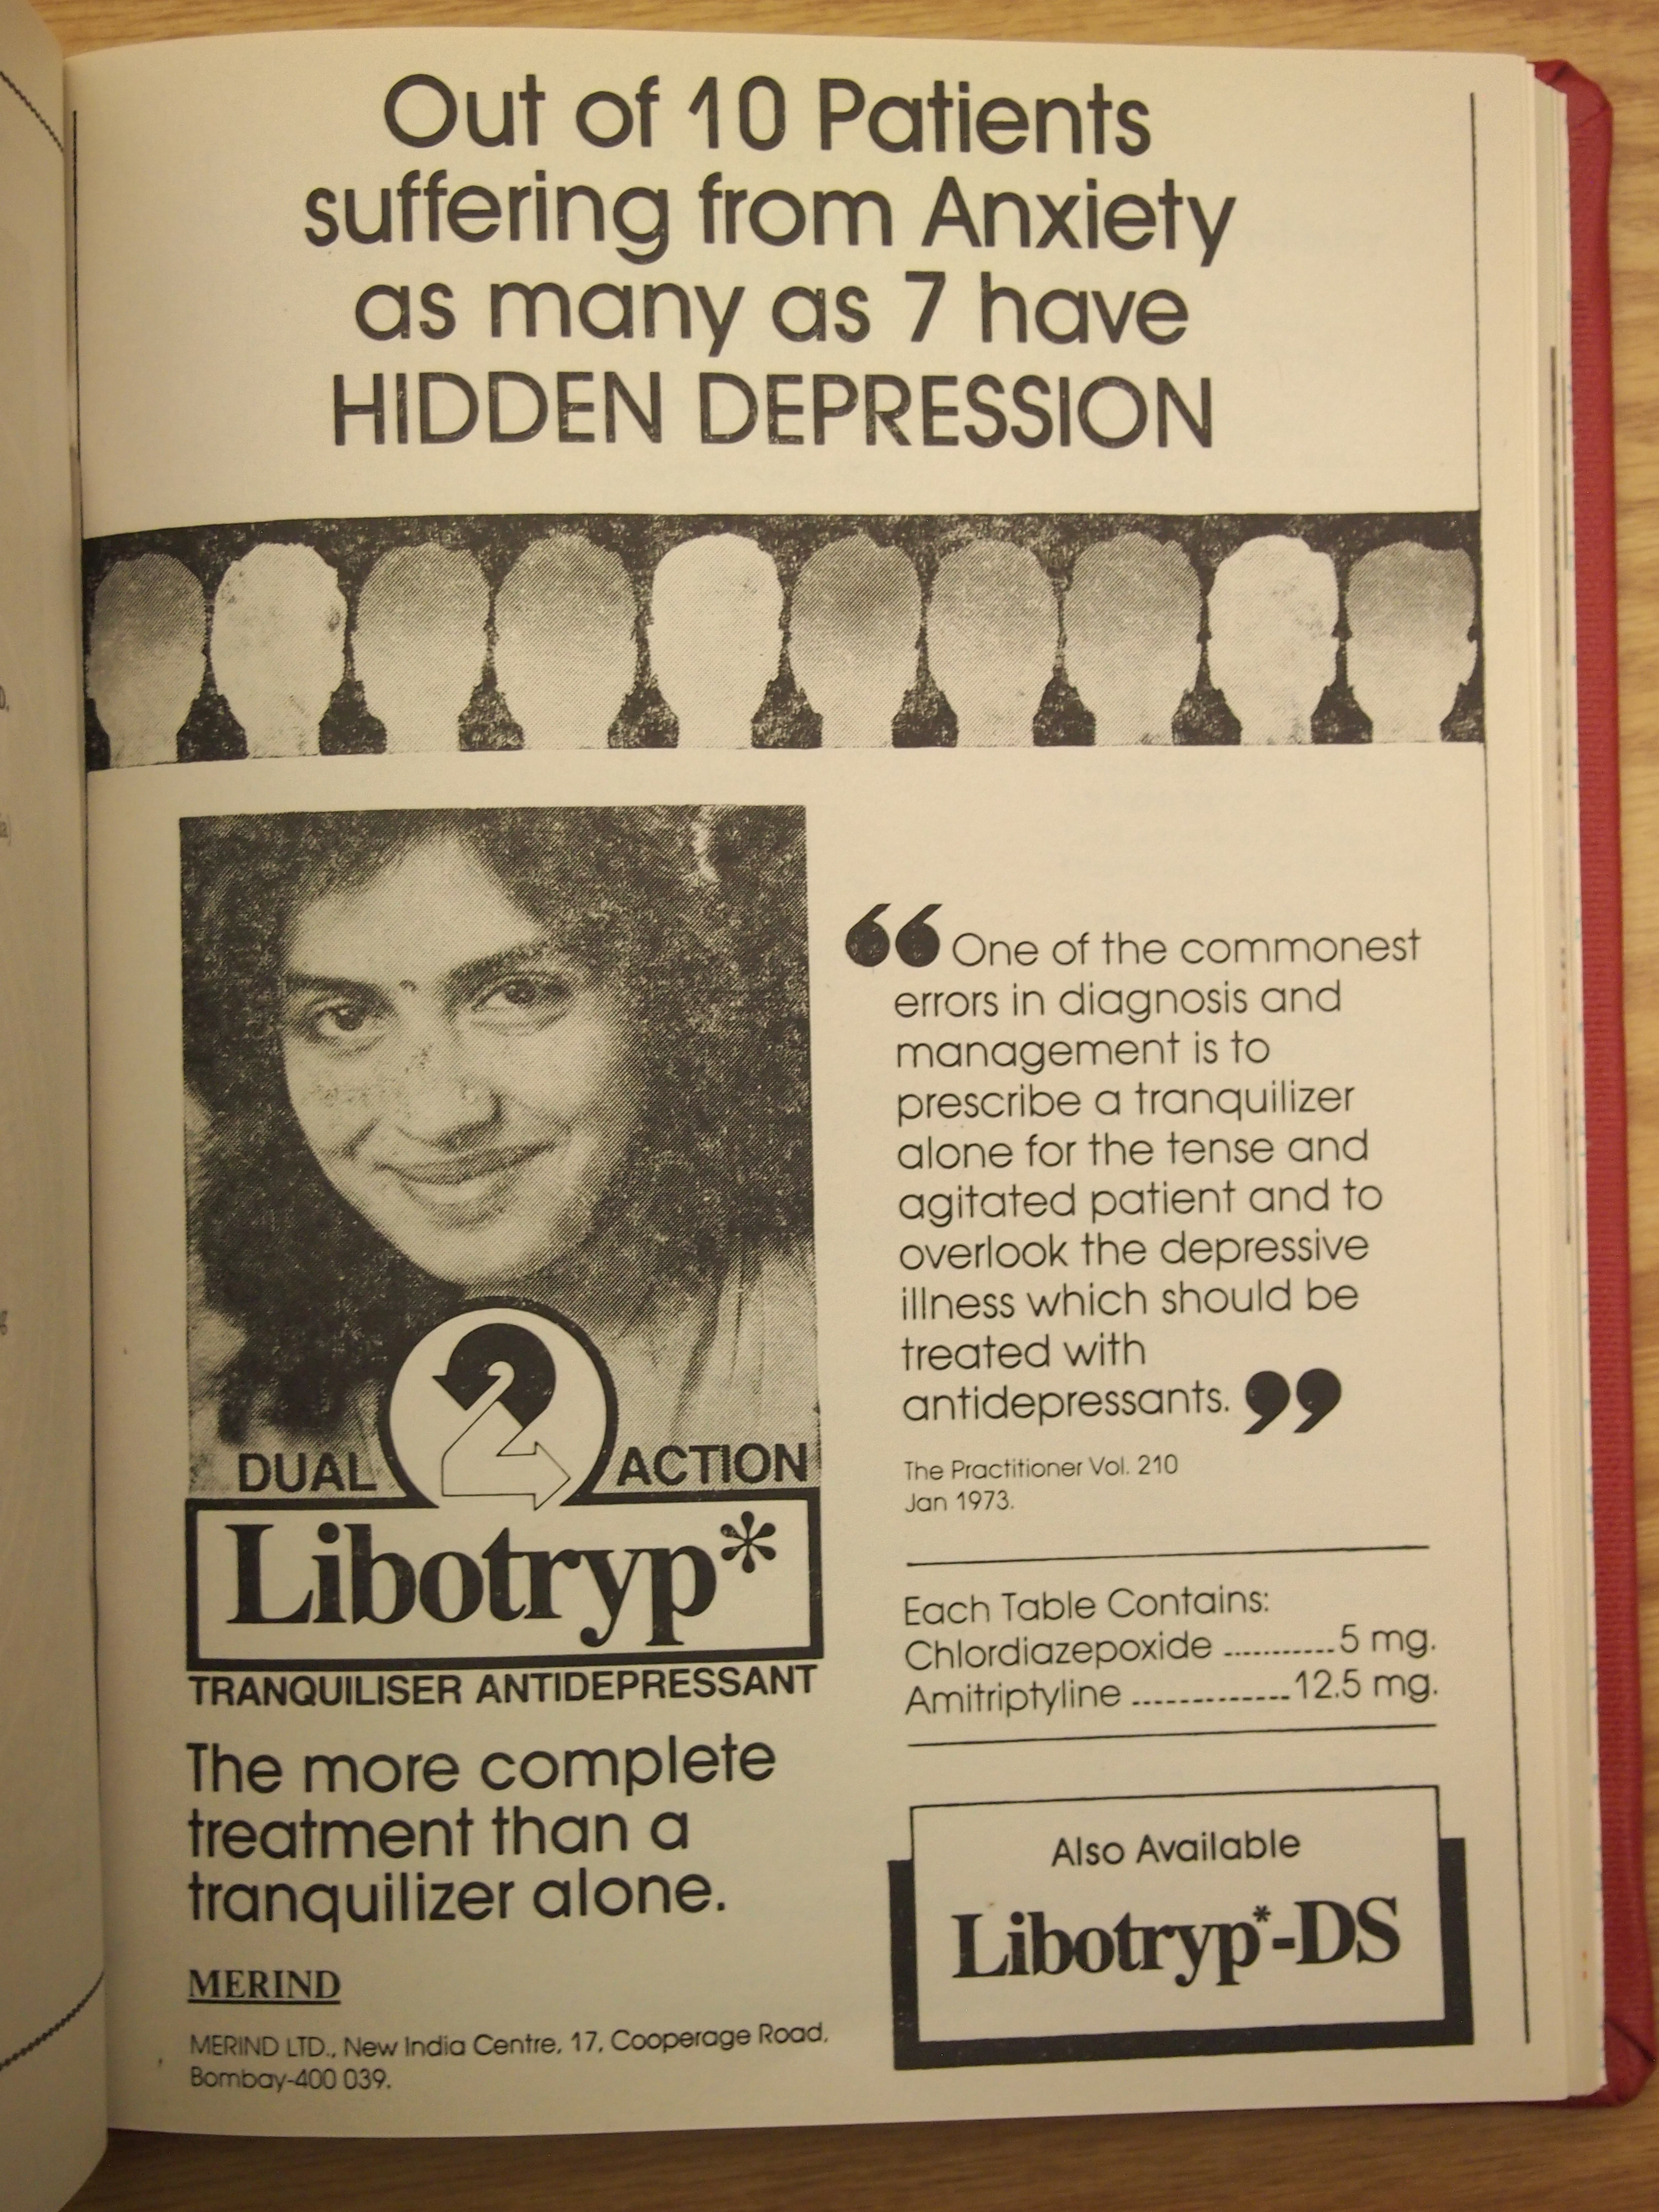 Out of 10 Patients
suffering from Anxiety
as many as 7 have
HIDDEN DEPRESSION
“ One of the commonest
errors in diagnosis and
management is to
prescribe a tranquilizer
alone for the tense and
agitated patient and to
overlook the depressive
illness which should be
treated with
antidepressants. ”
The Practitioner Vol. 210
Jan 1973.
2
DUAL ACTION
Libotryp*
TRANQUILISER ANTIDEPRESSANT
The more complete
treatment than a
tranquilizer alone.
MERIND
MERIND LTD., New India Centre, 17, Cooperage Road,
Bombay-400 039.
Each Table Contains:
Chlordiazepoxide ...........5 mg.
Amitriptyline .............12.5 mg.
Also Available
Libotryp*-DS